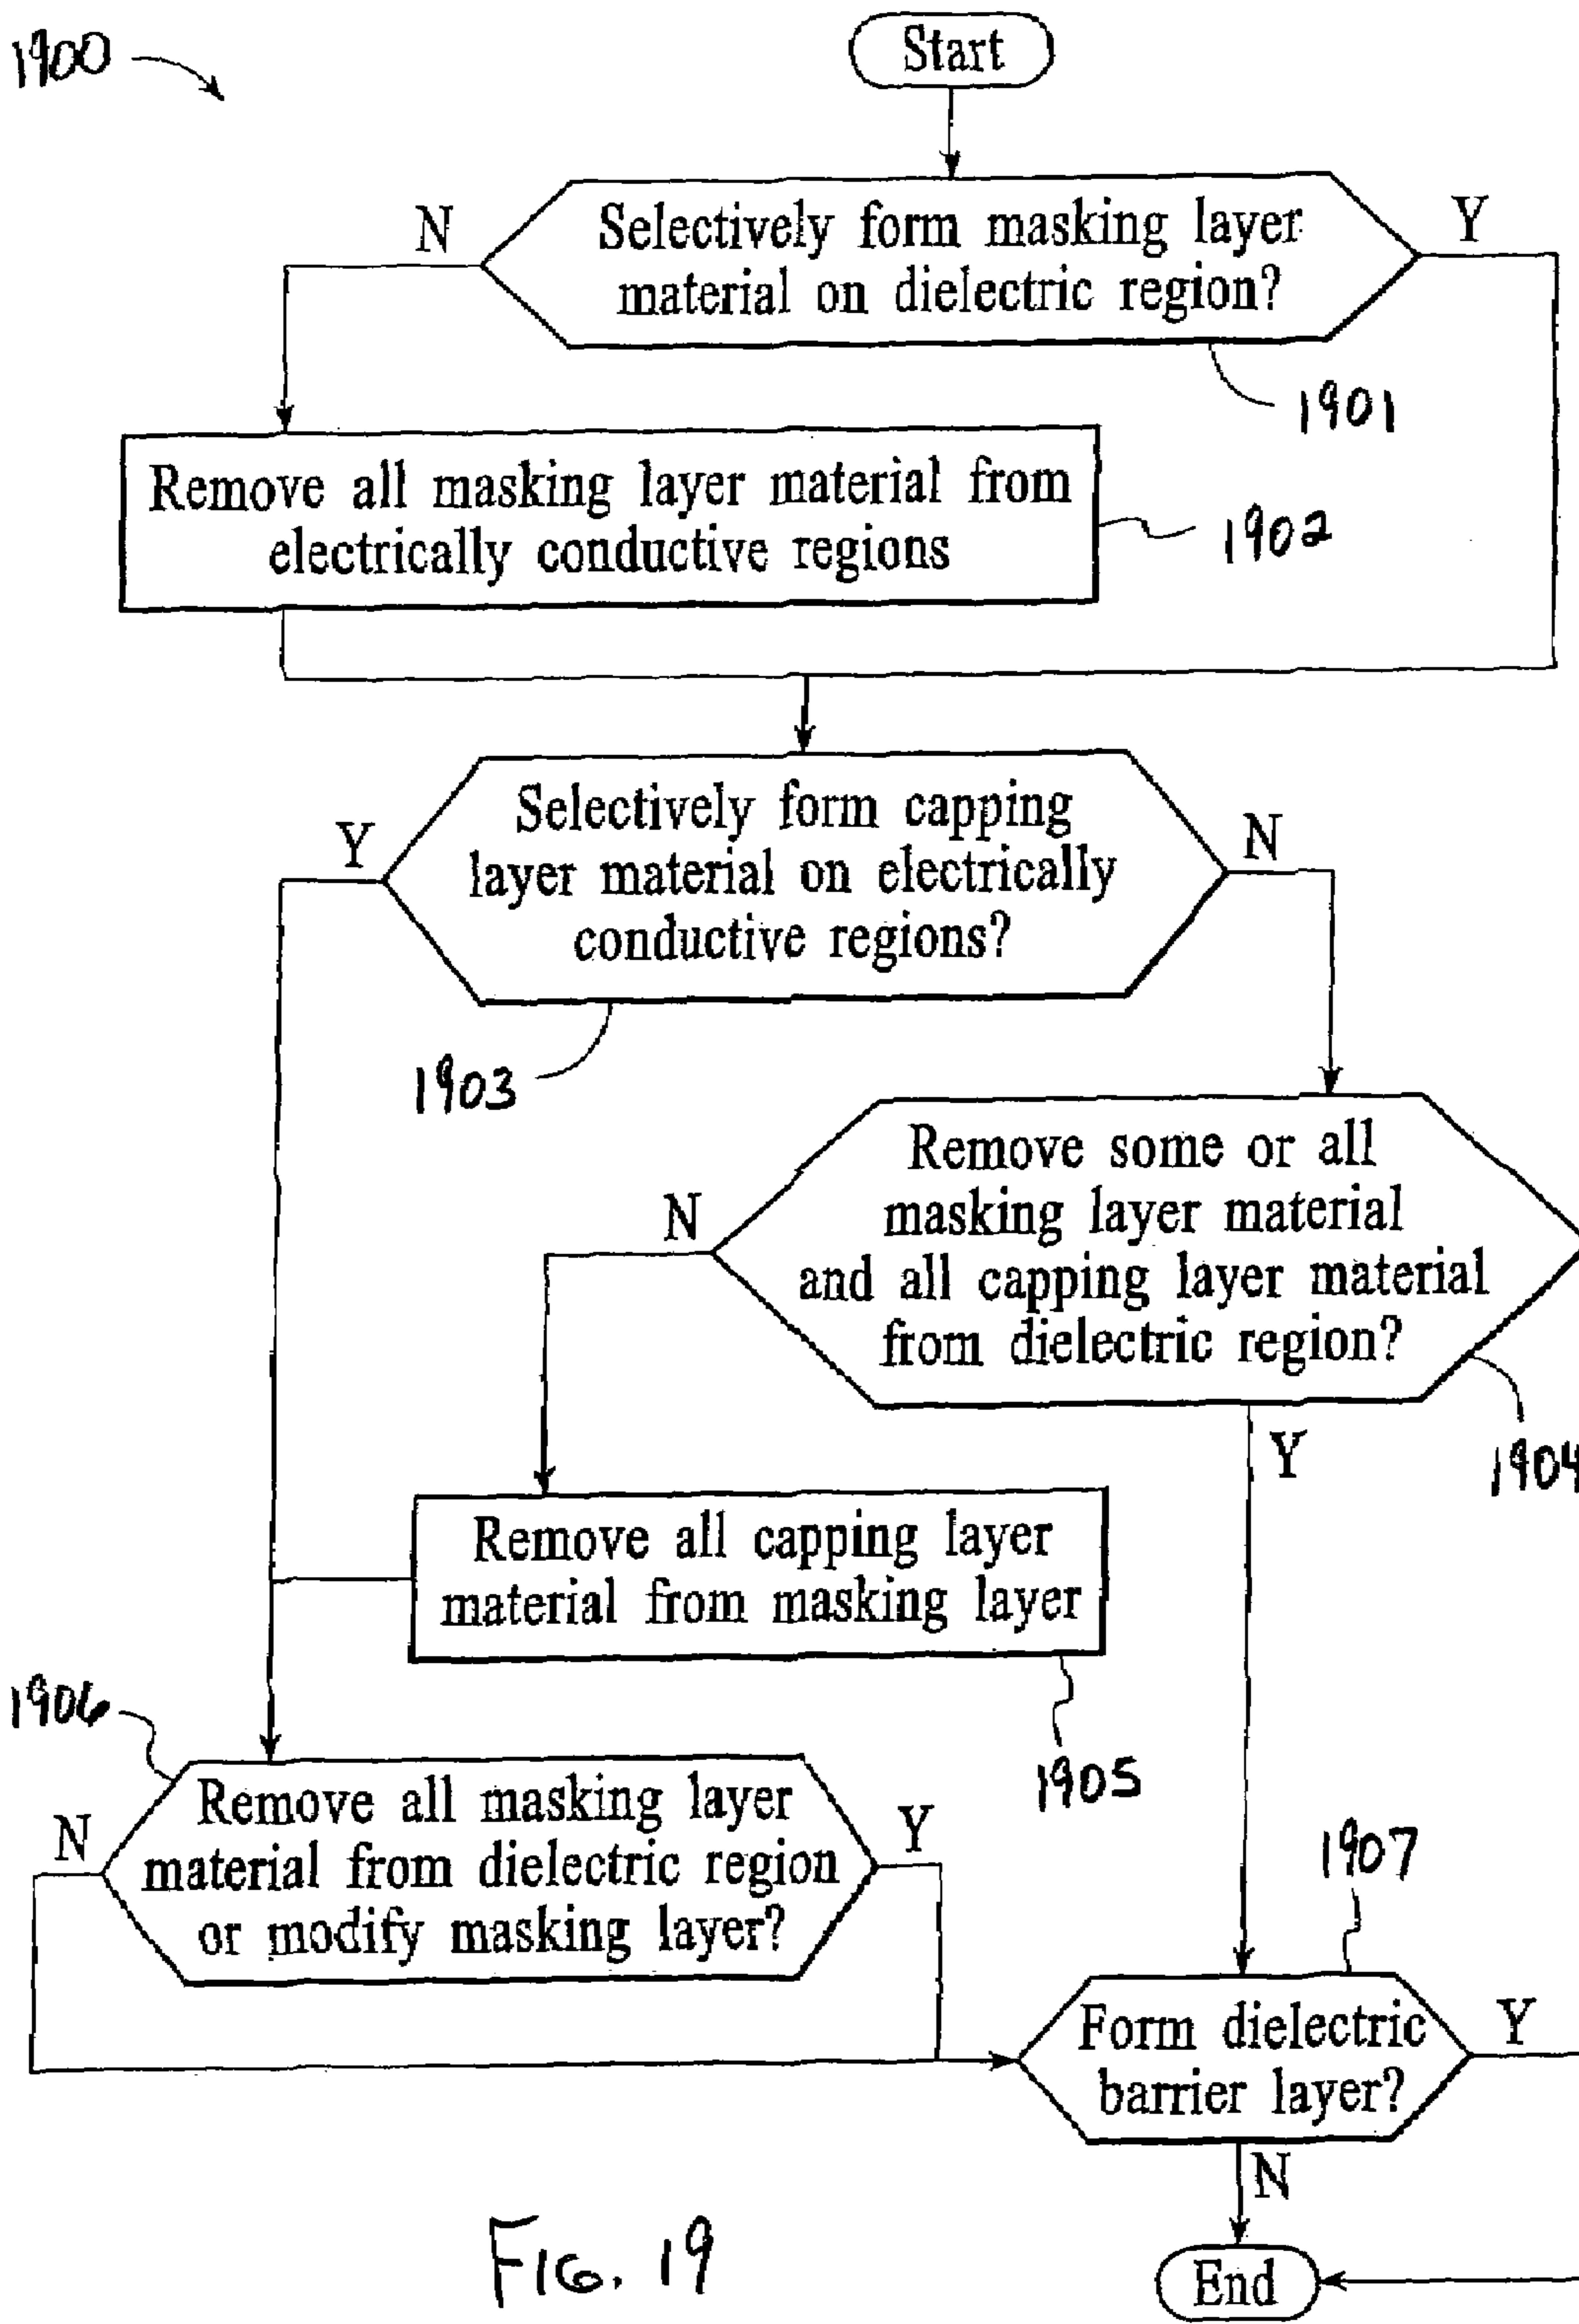 1900
Start
N
Selectively form masking layer
material on dielectric region?
Y
1901
Remove all masking layer material from
electrically conductive regions
1902
Y
Selectively form capping
layer material on electrically
conductive regions?
N
1903
N
Remove some or all
masking layer material
and all capping layer material
from dielectric region?
Y
1904
Remove all capping layer
material from masking layer
1905
1906
N
Remove all masking layer
material from dielectric region
or modify masking layer?
Y
1907
Form dielectric
barrier layer?
Y
N
End
FIG. 19